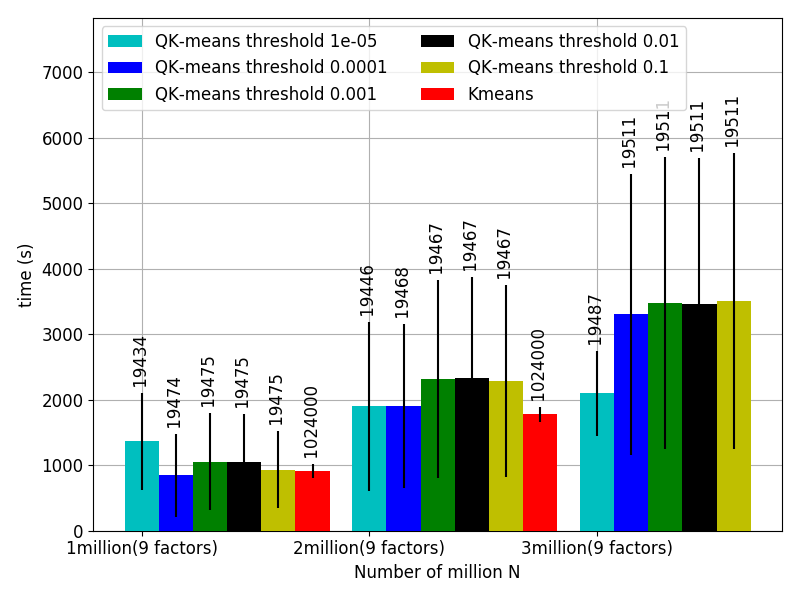 QK-means threshold 1e-05
QK-means threshold 0.0001
QK-means threshold 0.001
QK-means threshold 0.01
QK-means threshold 0.1
Kmeans
time (s)
7000
6000
5000
4000
3000
2000
1000
0
19434
19474
19475
19475
19475
1024000
19446
19468
19467
19467
19467
1024000
19487
19511
19511
19511
19511
1million(9 factors)
2million(9 factors)
3million(9 factors)
Number of million N